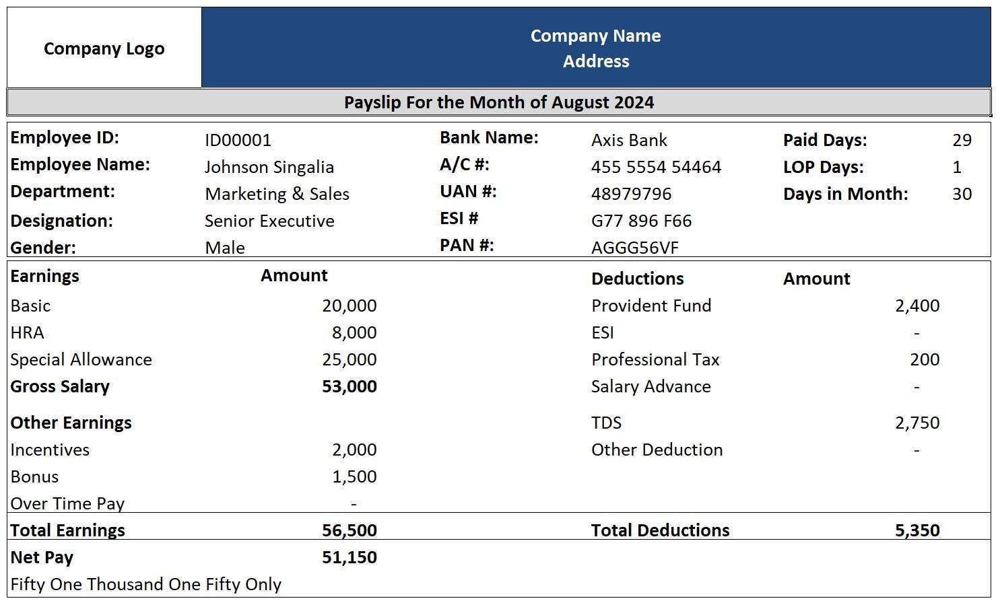 Company Logo
Company Name
Address
Payslip For the Month of August 2024
Employee ID: ID00001 Bank Name: Axis Bank Paid Days: 29
Employee Name: Johnson Singalia A/C #: 455 5554 54464 LOP Days: 1
Department: Marketing & Sales UAN #: 48979796 Days in Month: 30
Designation: Senior Executive ESI # G77 896 F66
Gender: Male PAN #: AGGG56VF
Earnings Amount Deductions Amount
Basic 20,000 Provident Fund 2,400
HRA 8,000 ESI -
Special Allowance 25,000 Professional Tax 200
Gross Salary 53,000 Salary Advance -
Other Earnings TDS 2,750
Incentives 2,000 Other Deduction -
Bonus 1,500
Over Time Pay -
Total Earnings 56,500 Total Deductions 5,350
Net Pay 51,150
Fifty One Thousand One Fifty Only